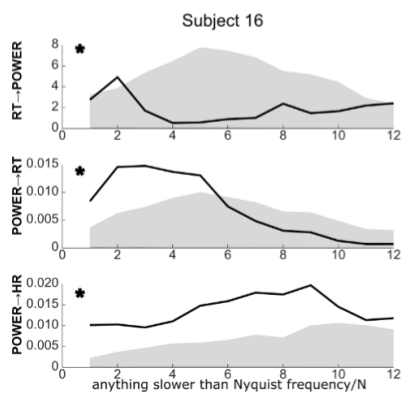 Subject 16
RT→POWER
*
8
6
4
2
0
0 2 4 6 8 10 12
POWER→RT
*
0.015
0.010
0.005
0
0 2 4 6 8 10 12
POWER→HR
*
0.020
0.015
0.010
0.005
0
0 2 4 6 8 10 12
anything slower than Nyquist frequency/N